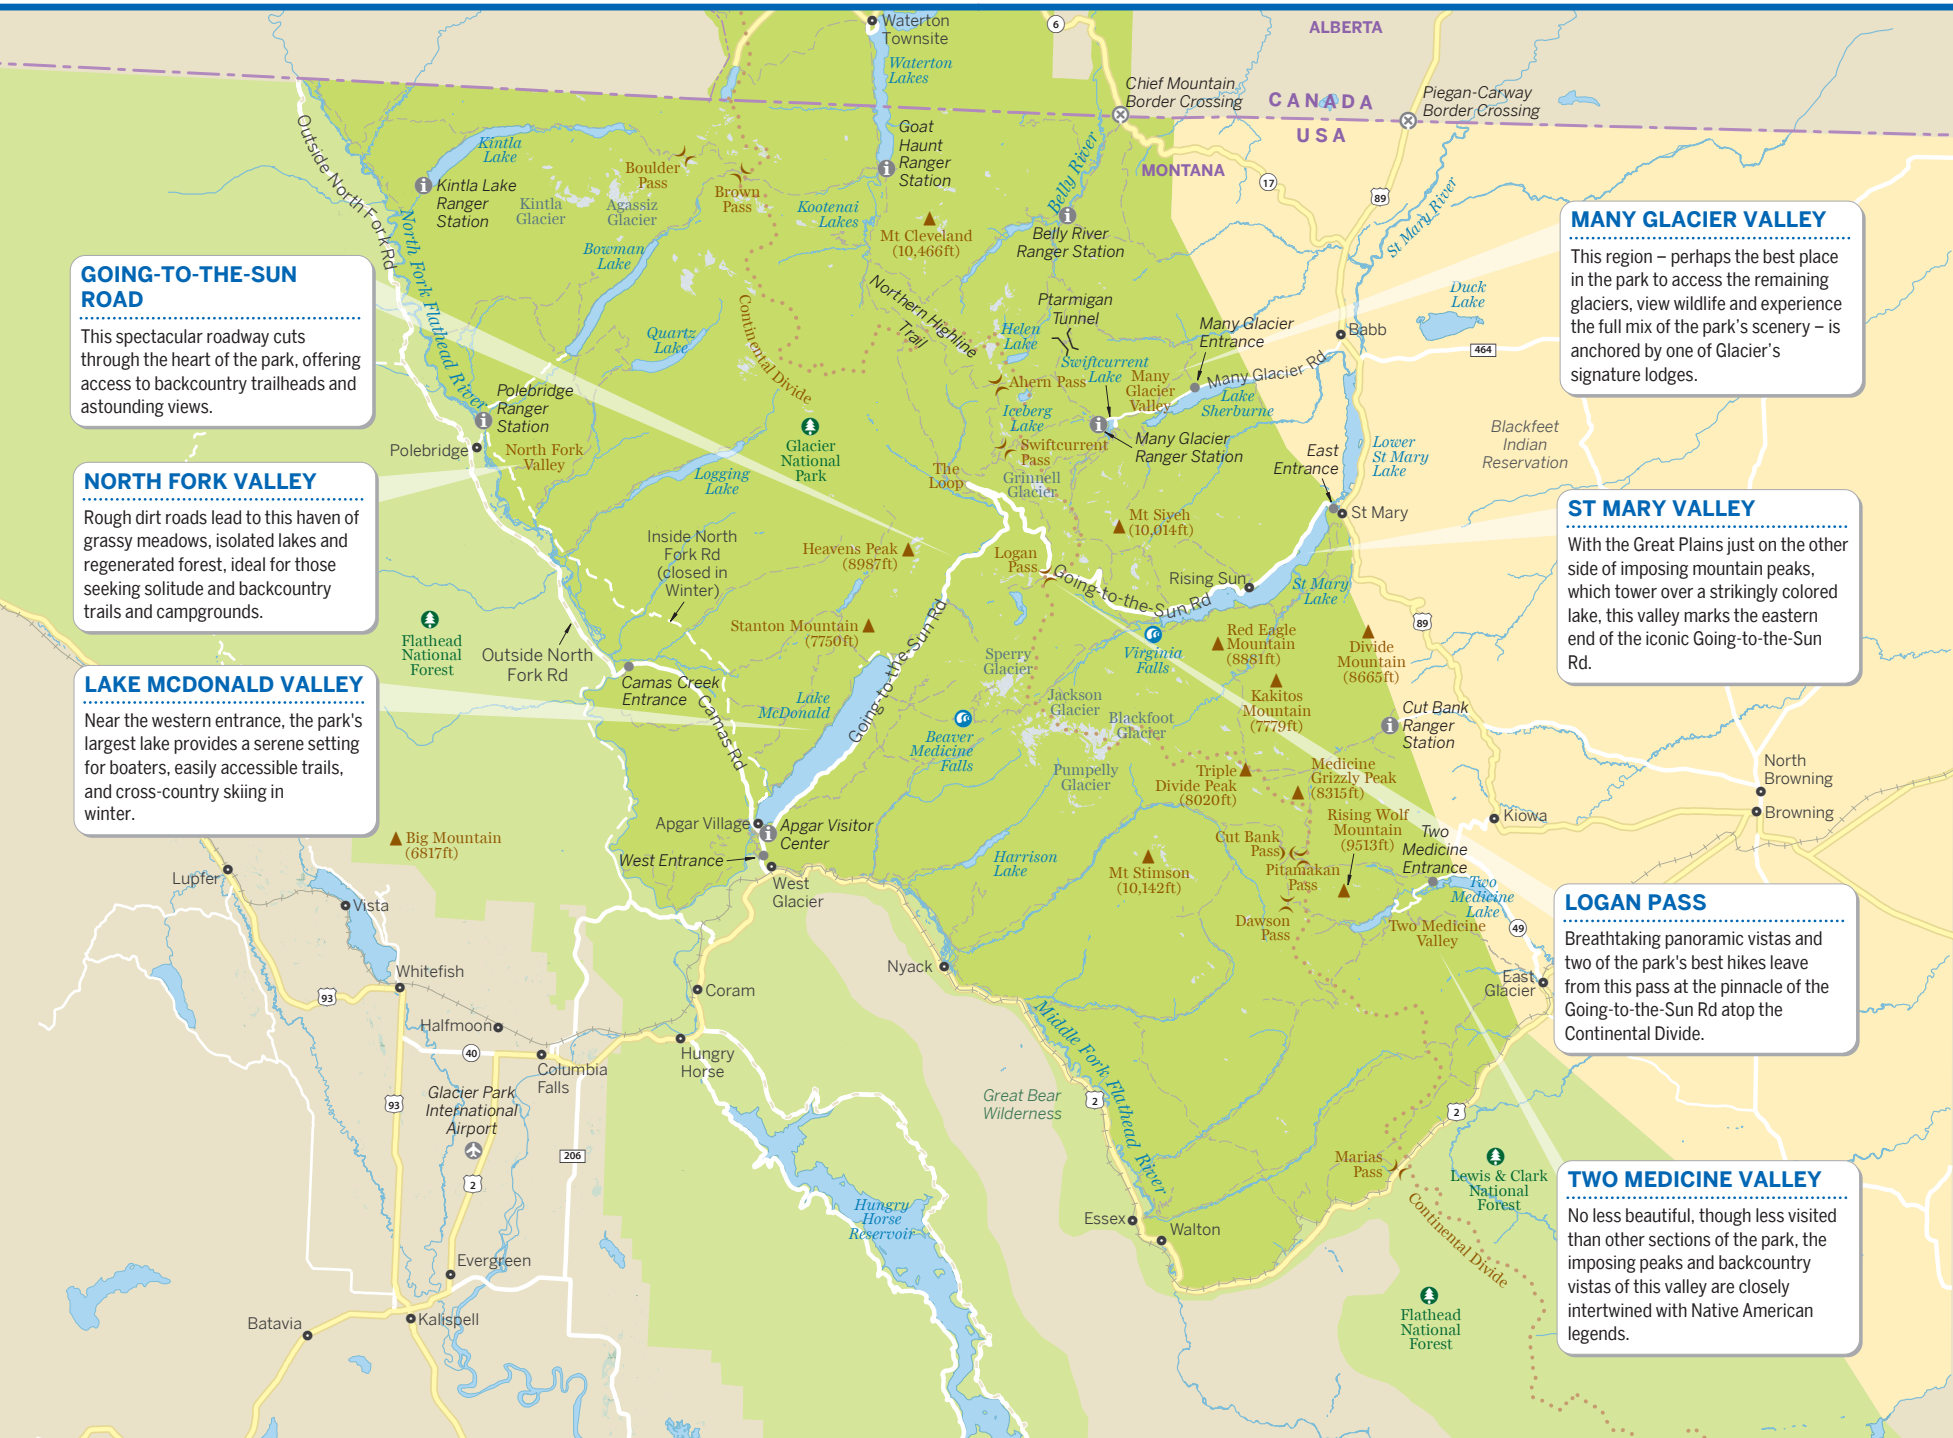 Waterton
Townsite
6
ALBERTA
Waterton
Lakes
Chief Mountain
Border Crossing
CANADA
Piegan-Carway
Border Crossing
USA
MONTANA
17
89
Outside North Fork Rd
Kintla
Lake
Kintla Lake
Ranger
Station
Kintla
Glacier
Agassiz
Glacier
Boulder
Pass
Brown
Pass
Goat
Haunt
Ranger
Station
Kootenai
Lakes
Mt Cleveland
(10,466ft)
Belly River
Belly River
Ranger Station
St Mary River
North Fork Flathead River
Bowman
Lake
MANY GLACIER VALLEY
This region – perhaps the best place
in the park to access the remaining
glaciers, view wildlife and experience
the full mix of the park's scenery – is
anchored by one of Glacier's
signature lodges.
GOING-TO-THE-SUN
ROAD
This spectacular roadway cuts
through the heart of the park, offering
access to backcountry trailheads and
astounding views.
Quartz
Lake
Continental Divide
Northern Highline
Trail
Helen
Lake
Ptarmigan
Tunnel
Many Glacier
Entrance
Babb
Duck
Lake
464
Ahern Pass
Swiftcurrent
Lake
Many
Glacier
Valley
Many Glacier Rd
Lake
Sherburne
Iceberg
Lake
Many Glacier
Ranger Station
Swiftcurrent
Pass
Grinnell
Glacier
The
Loop
Polebridge
Ranger
Station
Polebridge
North Fork
Valley
Logging
Lake
Glacier
National
Park
East
Entrance
Lower
St Mary
Lake
Blackfeet
Indian
Reservation
St Mary
NORTH FORK VALLEY
Rough dirt roads lead to this haven of
grassy meadows, isolated lakes and
regenerated forest, ideal for those
seeking solitude and backcountry
trails and campgrounds.
ST MARY VALLEY
With the Great Plains just on the other
side of imposing mountain peaks,
which tower over a strikingly colored
lake, this valley marks the eastern
end of the iconic Going-to-the-Sun
Rd.
Inside North
Fork Rd
(closed in
Winter)
Heavens Peak
(8987ft)
Mt Siyeh
(10,014ft)
Logan
Pass
Going-to-the-Sun Rd
Rising Sun
St Mary
Lake
89
Flathead
National
Forest
Outside North
Fork Rd
Stanton Mountain
(7750ft)
Going-to-the-Sun Rd
Sperry
Glacier
Virginia
Falls
Red Eagle
Mountain
(8881ft)
Divide
Mountain
(8665ft)
Kakitos
Mountain
(7779ft)
Cut Bank
Ranger
Station
LAKE MCDONALD VALLEY
Near the western entrance, the park's
largest lake provides a serene setting
for boaters, easily accessible trails,
and cross-country skiing in
winter.
Camas Creek
Entrance
Camas Rd
Lake
McDonald
Beaver
Medicine
Falls
Jackson
Glacier
Blackfoot
Glacier
Pumpelly
Glacier
Triple
Divide Peak
(8020ft)
Medicine
Grizzly Peak
(8315ft)
Rising Wolf
Mountain
(9513ft)
Two
Medicine
Entrance
Kiowa
North
Browning
Browning
Big Mountain
(6817ft)
Apgar Village
Apgar Visitor
Center
West Entrance
West
Glacier
Harrison
Lake
Mt Stimson
(10,142ft)
Cut Bank
Pass
Pitamakan
Pass
Dawson
Pass
Two
Medicine
Lake
Two Medicine
Valley
49
East
Glacier
LOGAN PASS
Breathtaking panoramic vistas and
two of the park's best hikes leave
from this pass at the pinnacle of the
Going-to-the-Sun Rd atop the
Continental Divide.
Lupfer
Vista
Whitefish
93
Halfmoon
40
Columbia
Falls
Coram
Hungry
Horse
Nyack
Middle Fork Flathead River
Great Bear
Wilderness
2
2
Glacier Park
International
Airport
93
206
2
Hungry
Horse
Reservoir
Essex
Walton
Marias
Pass
Continental Divide
Lewis & Clark
National
Forest
TWO MEDICINE VALLEY
No less beautiful, though less visited
than other sections of the park, the
imposing peaks and backcountry
vistas of this valley are closely
intertwined with Native American
legends.
Evergreen
Batavia
Kalispell
Flathead
National
Forest